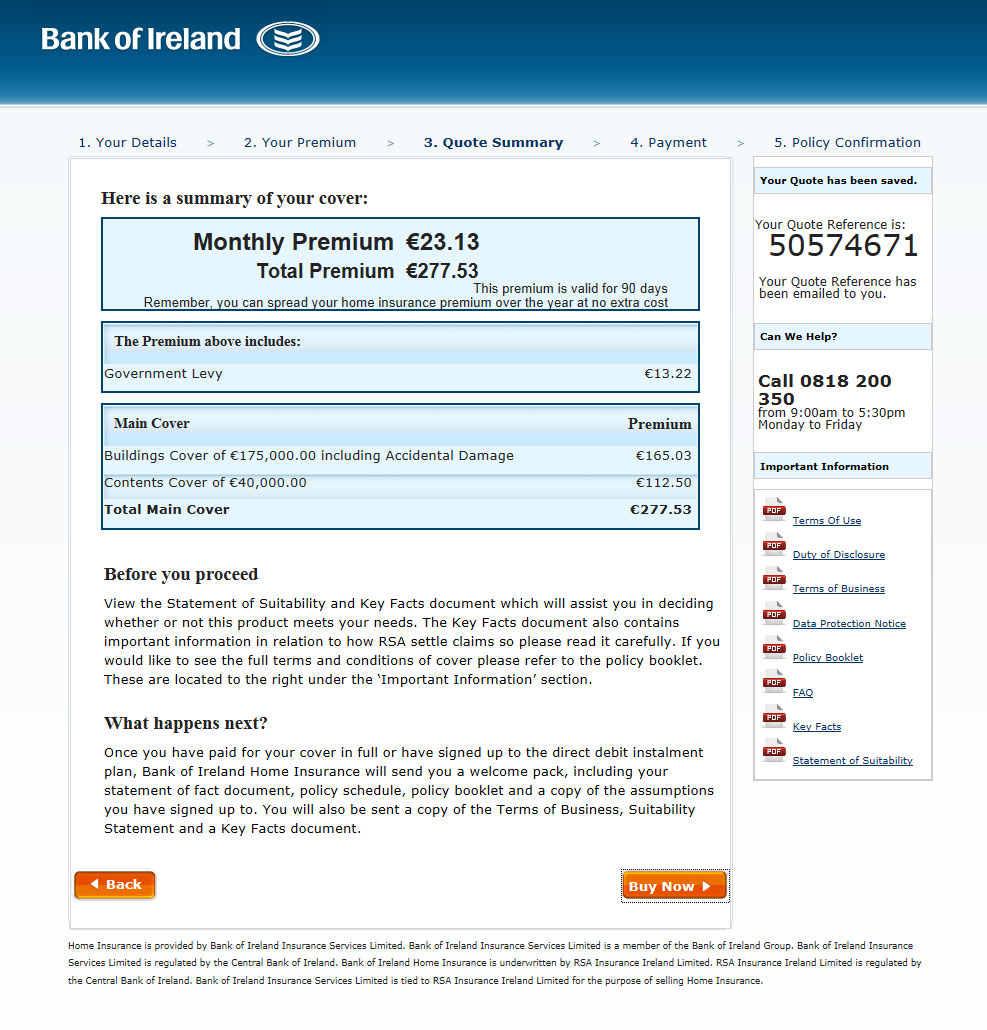 Bank of Ireland
1. Your Details > 2. Your Premium > 3. Quote Summary > 4. Payment > 5. Policy Confirmation
Here is a summary of your cover:
Monthly Premium €23.13
Total Premium €277.53
This premium is valid for 90 days
Remember, you can spread your home insurance premium over the year at no extra cost
The Premium above includes:
Government Levy €13.22
Main Cover Premium
Buildings Cover of €175,000.00 including Accidental Damage €165.03
Contents Cover of €40,000.00 €112.50
Total Main Cover €277.53
Before you proceed
View the Statement of Suitability and Key Facts document which will assist you in deciding
whether or not this product meets your needs. The Key Facts document also contains
important information in relation to how RSA settle claims so please read it carefully. If you
would like to see the full terms and conditions of cover please refer to the policy booklet.
These are located to the right under the ‘Important Information’ section.
What happens next?
Once you have paid for your cover in full or have signed up to the direct debit instalment
plan, Bank of Ireland Home Insurance will send you a welcome pack, including your
statement of fact document, policy schedule, policy booklet and a copy of the assumptions
you have signed up to. You will also be sent a copy of the Terms of Business, Suitability
Statement and a Key Facts document.
Back
Buy Now
Your Quote has been saved.
Your Quote Reference is:
50574671
Your Quote Reference has
been emailed to you.
Can We Help?
Call 0818 200
350
from 9:00am to 5:30pm
Monday to Friday
Important Information
PDF Terms Of Use
PDF Duty of Disclosure
PDF Terms of Business
PDF Data Protection Notice
PDF Policy Booklet
PDF FAQ
PDF Key Facts
PDF Statement of Suitability
Home Insurance is provided by Bank of Ireland Insurance Services Limited. Bank of Ireland Insurance Services Limited is a member of the Bank of Ireland Group. Bank of Ireland Insurance
Services Limited is regulated by the Central Bank of Ireland. Bank of Ireland Home Insurance is underwritten by RSA Insurance Ireland Limited. RSA Insurance Ireland Limited is regulated by
the Central Bank of Ireland. Bank of Ireland Insurance Services Limited is tied to RSA Insurance Ireland Limited for the purpose of selling Home Insurance.